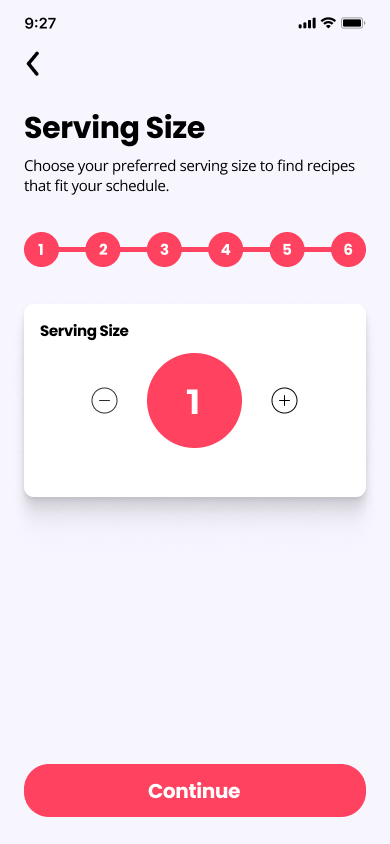 9:27
Serving Size
Choose your preferred serving size to find recipes
that fit your schedule.
1 2 3 4 5 6
Serving Size
1
Continue